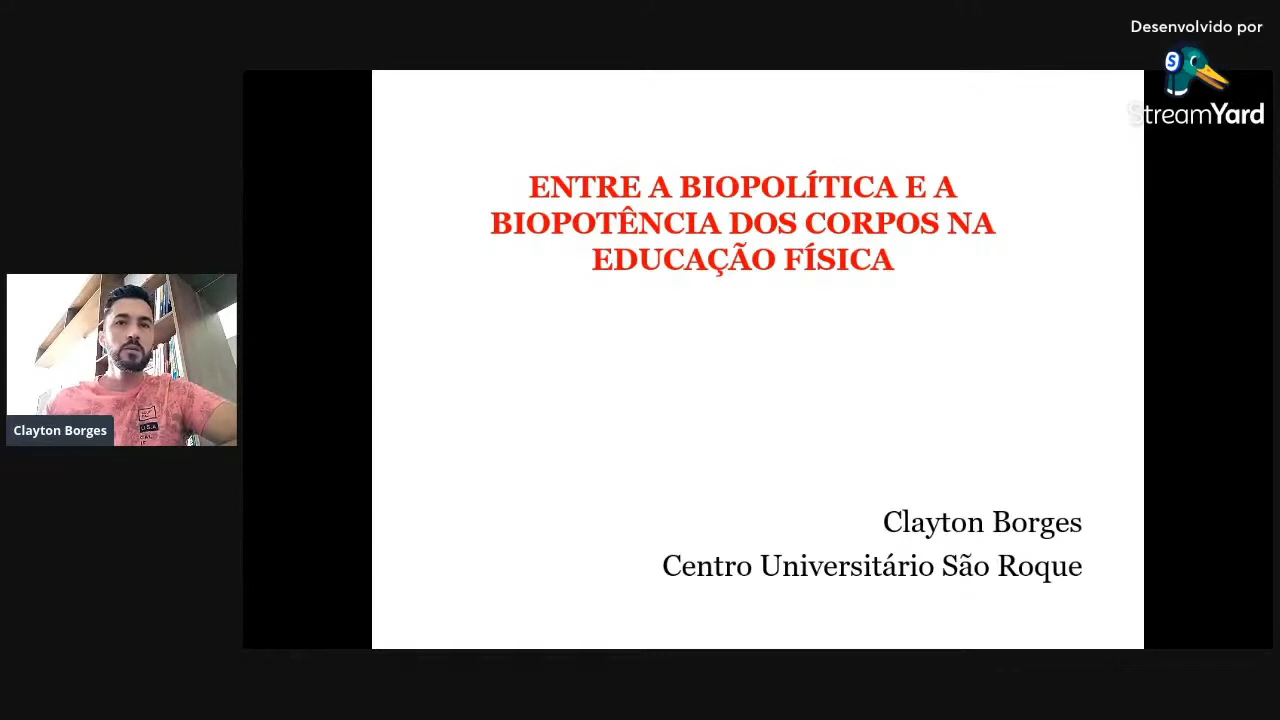 Desenvolvido por
StreamYard
ENTRE A BIOPOLÍTICA E A
BIOPOTÊNCIA DOS CORPOS NA
EDUCAÇÃO FÍSICA
Clayton Borges
Clayton Borges
Centro Universitário São Roque